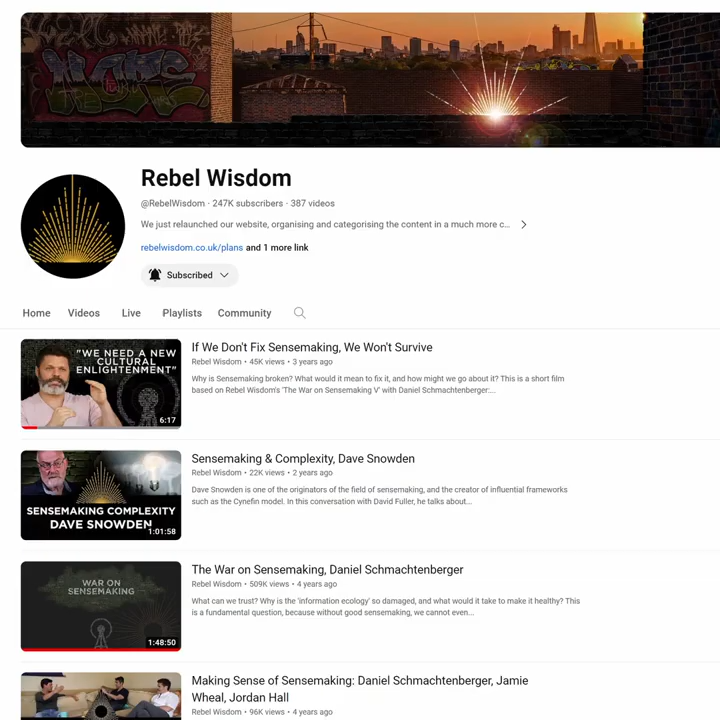 Rebel Wisdom
@RebelWisdom · 247K subscribers · 387 videos
We just relaunched our website, organising and categorising the content in a much more c...
rebelwisdom.co.uk/plans and 1 more link
Subscribed
Home Videos Live Playlists Community
"WE NEED A NEW
CULTURAL
ENLIGHTENMENT"
6:17
If We Don't Fix Sensemaking, We Won't Survive
Rebel Wisdom • 45K views • 3 years ago
Why is Sensemaking broken? What would it mean to fix it, and how might we go about it? This is a short film
based on Rebel Wisdom's 'The War on Sensemaking V' with Daniel Schmachtenberger:...
SENSEMAKING COMPLEXITY
DAVE SNOWDEN
1:01:58
Sensemaking & Complexity, Dave Snowden
Rebel Wisdom • 22K views • 2 years ago
Dave Snowden is one of the originators of the field of sensemaking, and the creator of influential frameworks
such as the Cynefin model. In this conversation with David Fuller, he talks about...
WAR ON
SENSEMAKING
1:48:50
The War on Sensemaking, Daniel Schmachtenberger
Rebel Wisdom • 509K views • 4 years ago
What can we trust? Why is the 'information ecology' so damaged, and what would it take to make it healthy? This
is a fundamental question, because without good sensemaking, we cannot even...
Making Sense of Sensemaking: Daniel Schmachtenberger, Jamie
Wheal, Jordan Hall
Rebel Wisdom • 96K views • 4 years ago